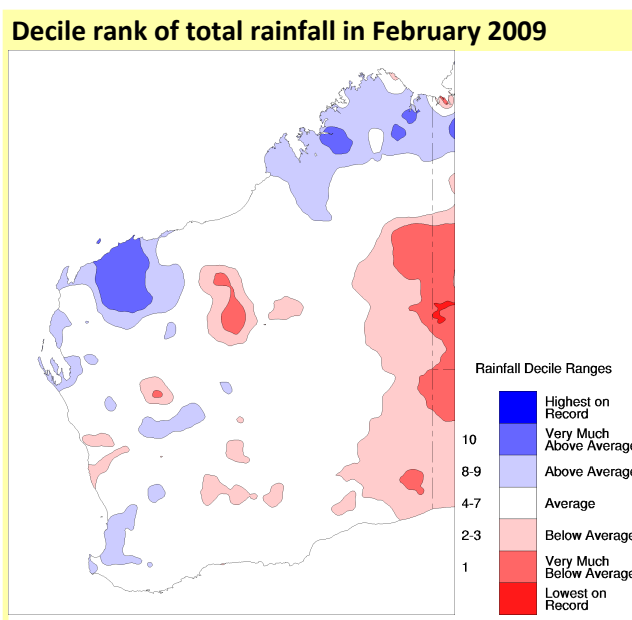 Decile rank of total rainfall in February 2009
Rainfall Decile Ranges
Highest on
Record
10
Very Much
Above Average
8-9
Above Average
4-7
Average
2-3
Below Average
1
Very Much
Below Average
Lowest on
Record